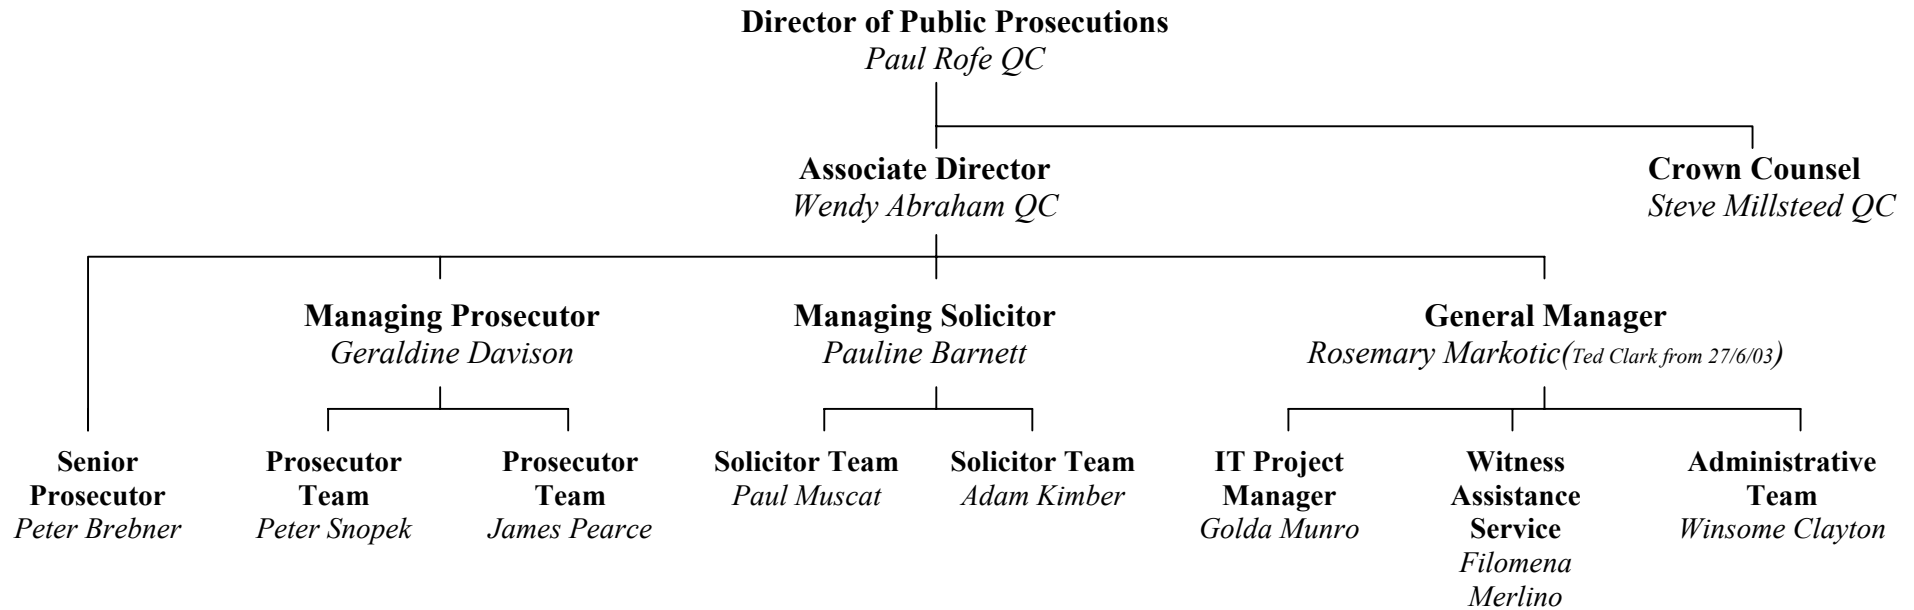 Director of Public Prosecutions
Paul Rofe QC
Associate Director
Wendy Abraham QC
Crown Counsel
Steve Millsteed QC
Managing Prosecutor
Geraldine Davison
Managing Solicitor
Pauline Barnett
General Manager
Rosemary Markotic(Ted Clark from 27/6/03)
Senior
Prosecutor
Peter Brebner
Prosecutor
Team
Peter Snopek
Prosecutor
Team
James Pearce
Solicitor Team
Paul Muscat
Solicitor Team
Adam Kimber
IT Project
Manager
Golda Munro
Witness
Assistance
Service
Filomena
Merlino
Administrative
Team
Winsome Clayton